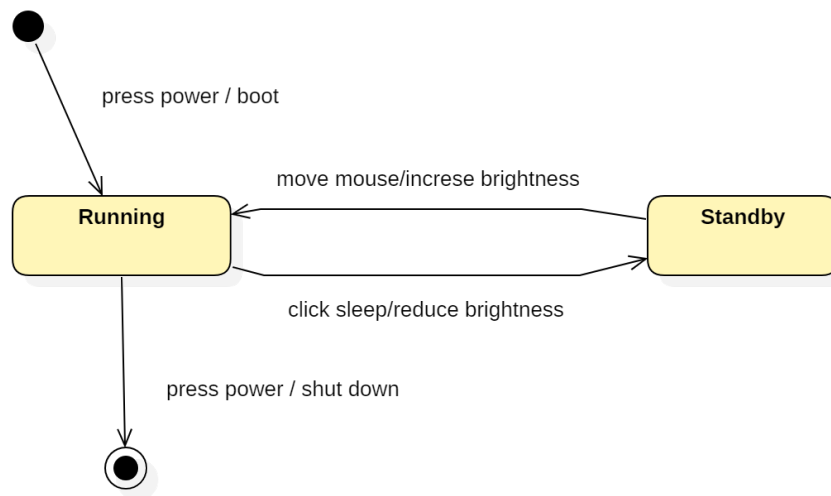 press power / boot
move mouse/increse brightness
Running
Standby
click sleep/reduce brightness
press power / shut down